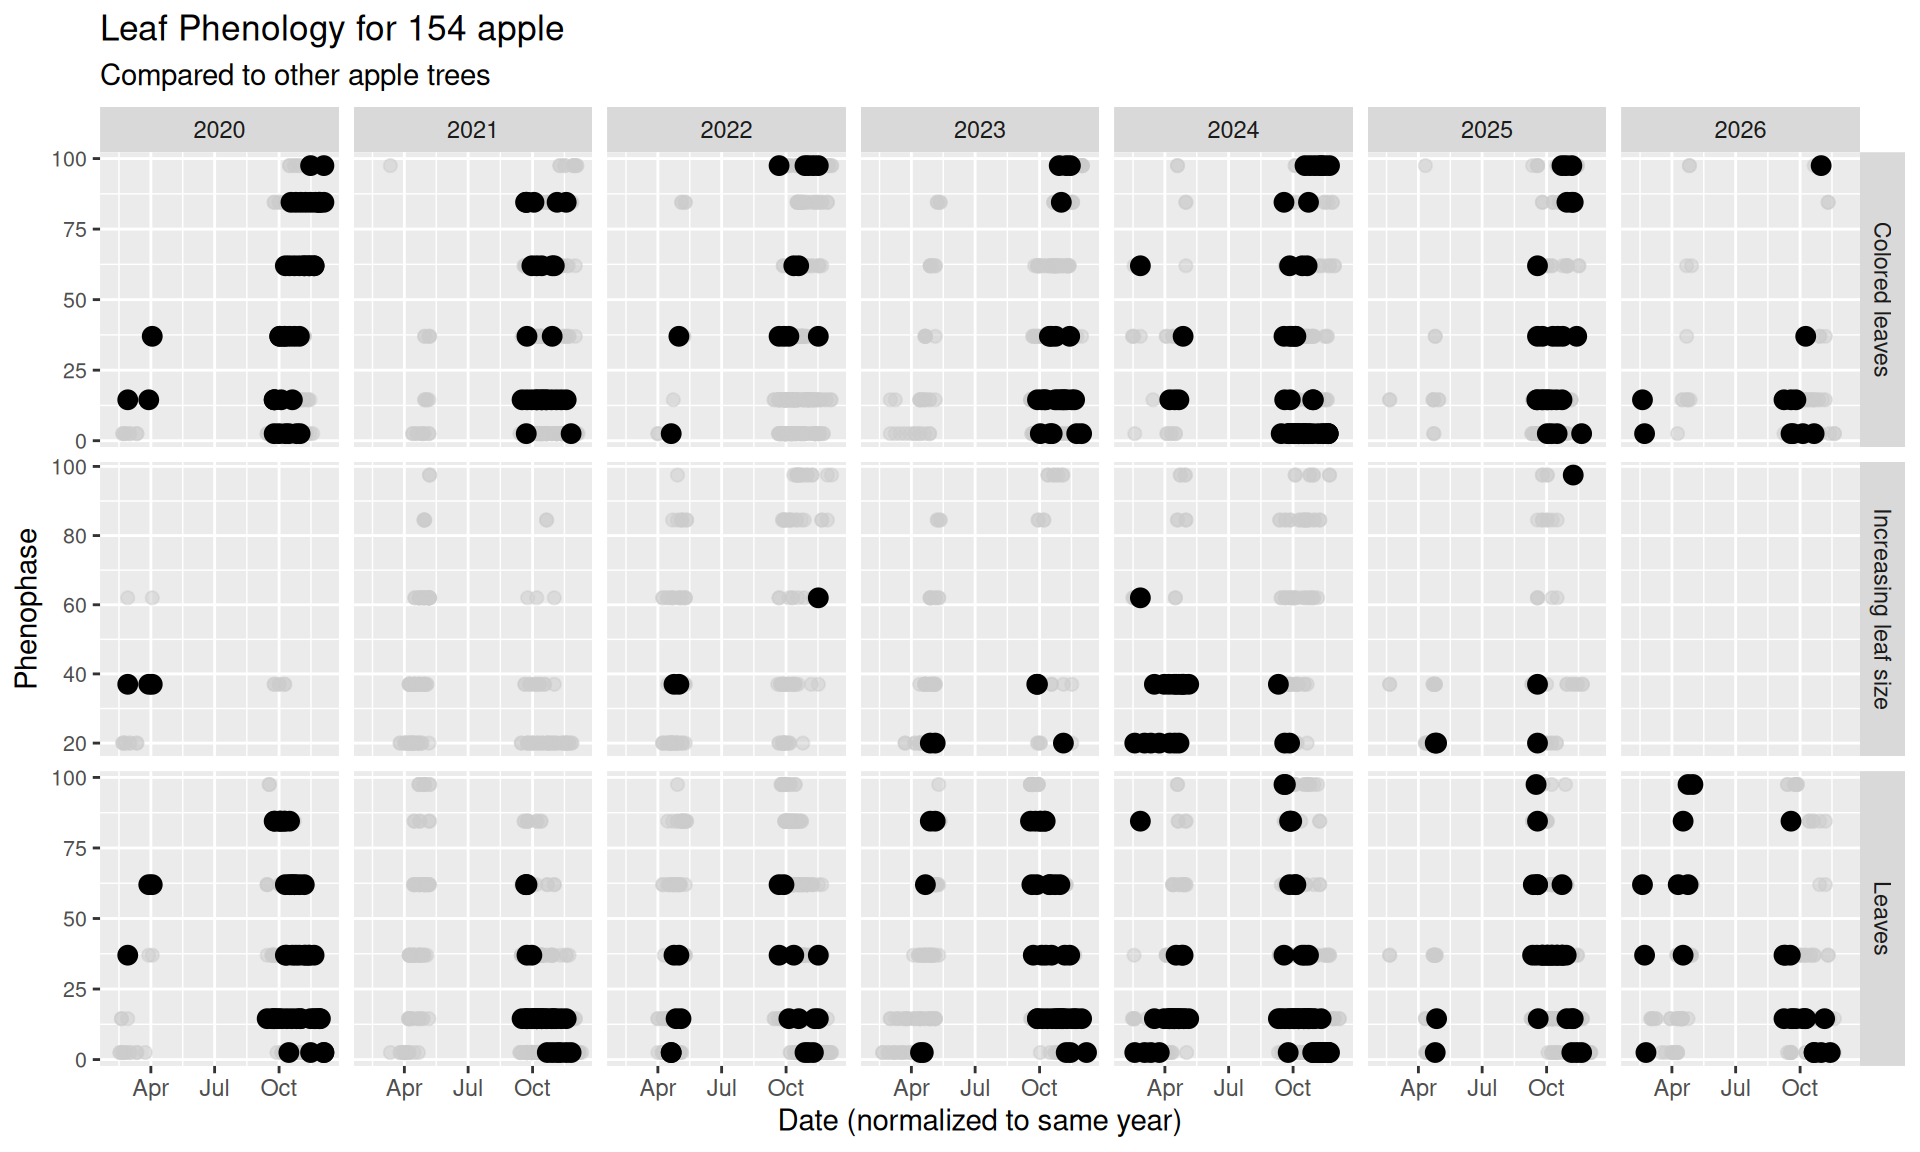 Leaf Phenology for 154 apple
Compared to other apple trees
2020 2021 2022 2023 2024 2025 2026
100
75
50
25
0
Colored leaves
100
80
60
40
20
Increasing leaf size
100
75
50
25
0
Leaves
Phenophase
Apr Jul Oct Apr Jul Oct Apr Jul Oct Apr Jul Oct Apr Jul Oct Apr Jul Oct Apr Jul Oct
Date (normalized to same year)